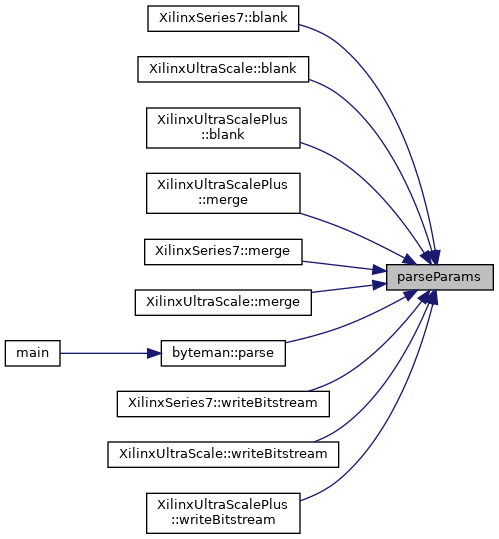 XilinxSeries7::blank
XilinxUltraScale::blank
XilinxUltraScalePlus
::blank
XilinxUltraScalePlus
::merge
XilinxSeries7::merge
parseParams
XilinxUltraScale::merge
main
byteman::parse
XilinxSeries7::writeBitstream
XilinxUltraScale::writeBitstream
XilinxUltraScalePlus
::writeBitstream